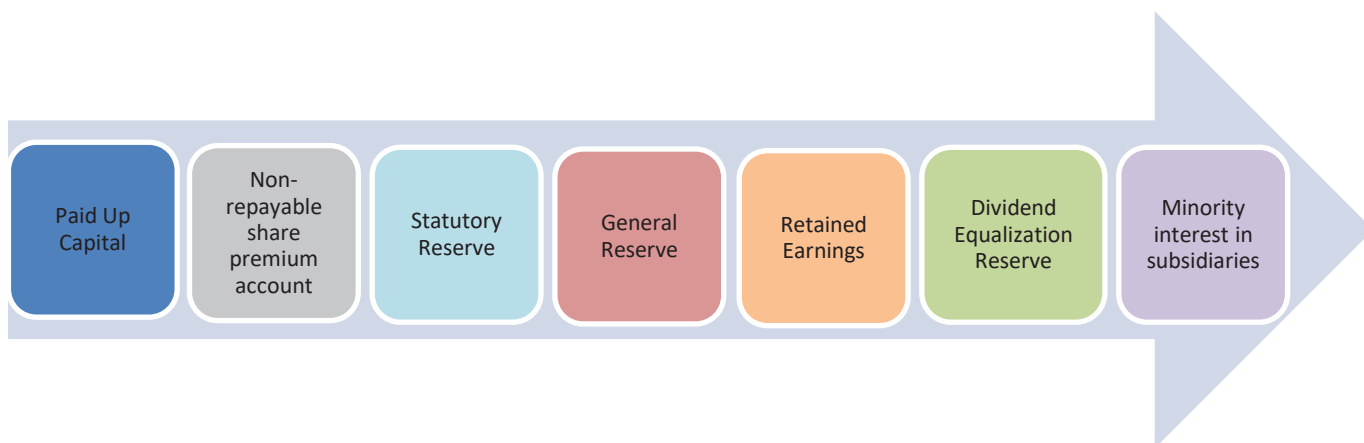 Paid Up
Capital
Non-
repayable
share
premium
account
Statutory
Reserve
General
Reserve
Retained
Earnings
Dividend
Equalization
Reserve
Minority
interest in
subsidiaries